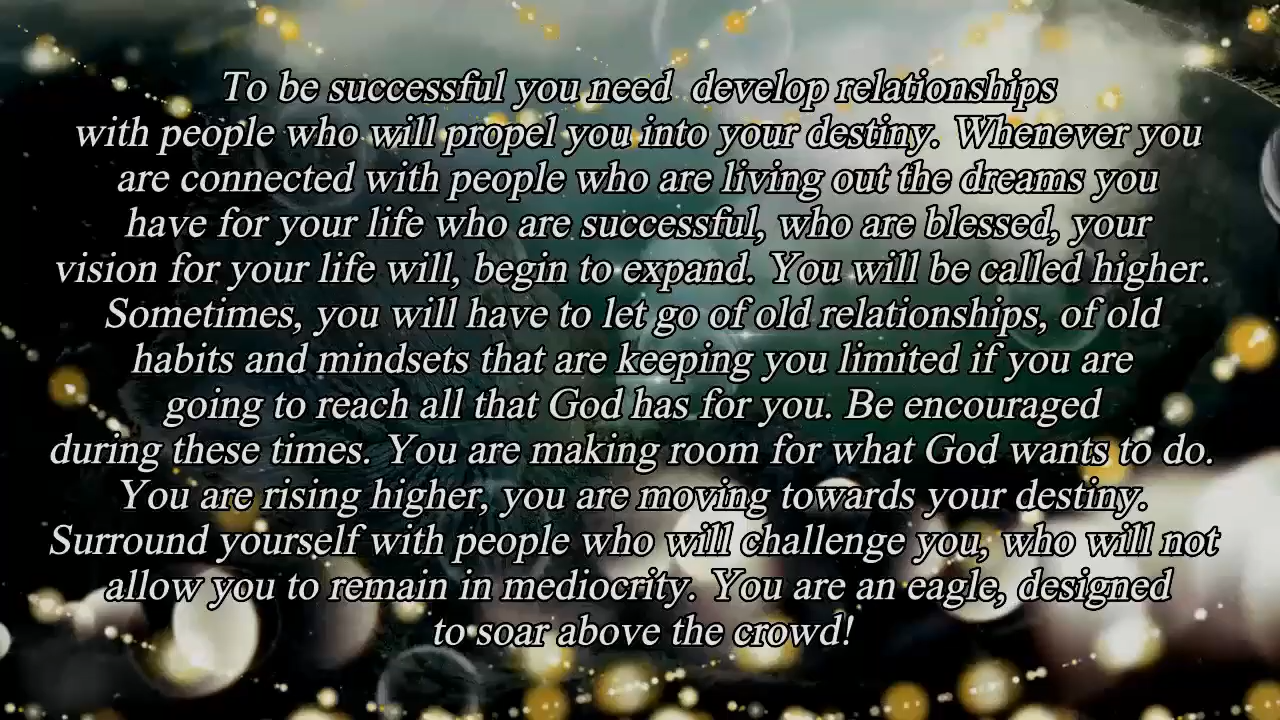 To be successful you need  develop relationships
with people who will propel you into your destiny. Whenever you
are connected with people who are living out the dreams you
have for your life who are successful, who are blessed, your
vision for your life will, begin to expand. You will be called higher.
Sometimes, you will have to let go of old relationships, of old
habits and mindsets that are keeping you limited if you are
going to reach all that God has for you. Be encouraged
during these times. You are making room for what God wants to do.
You are rising higher, you are moving towards your destiny.
Surround yourself with people who will challenge you, who will not
allow you to remain in mediocrity. You are an eagle, designed
to soar above the crowd!